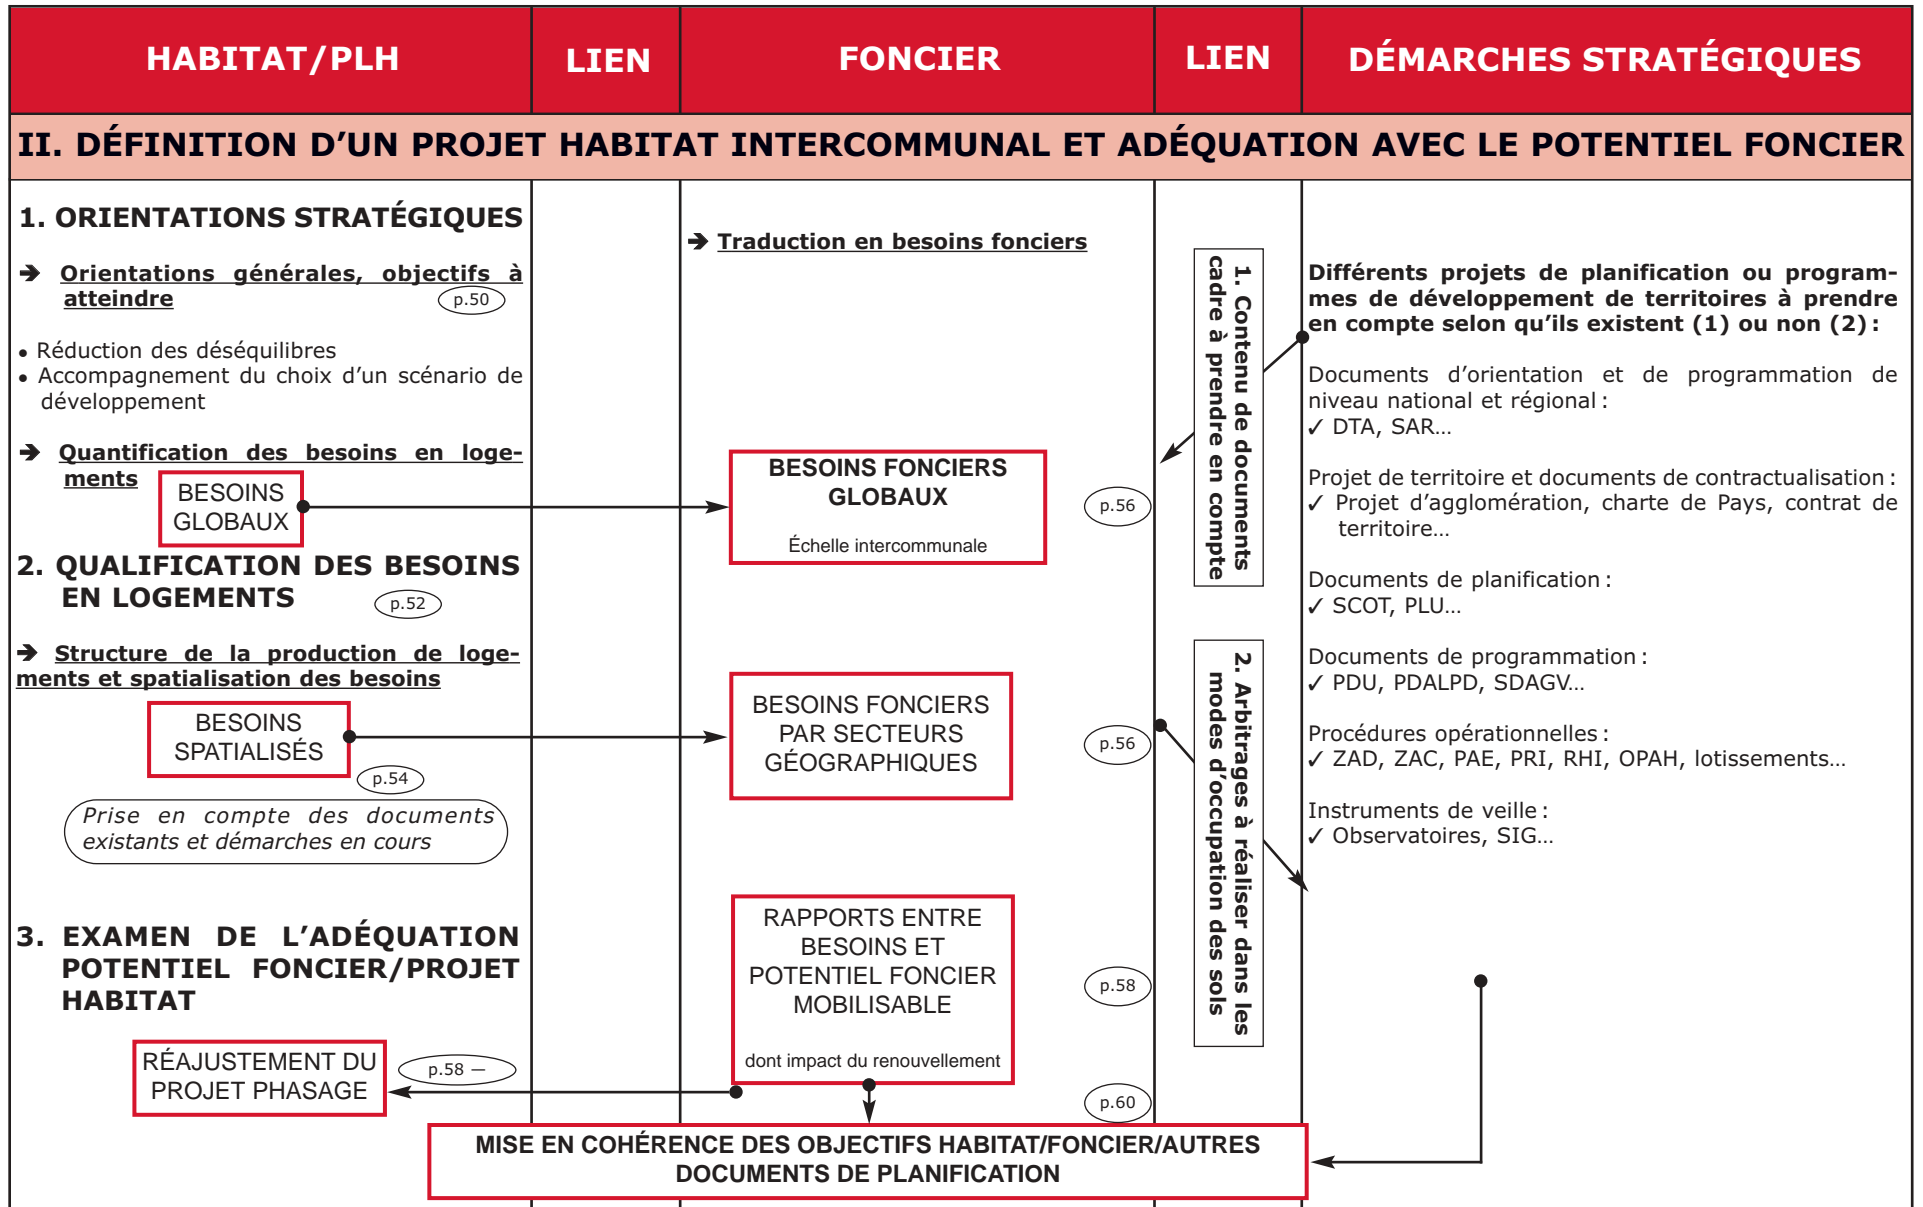 HABITAT/PLH
LIEN
FONCIER
LIEN
DÉMARCHES STRATÉGIQUES
II. DÉFINITION D’UN PROJET HABITAT INTERCOMMUNAL ET ADÉQUATION AVEC LE POTENTIEL FONCIER
1. ORIENTATIONS STRATÉGIQUES
➔ Orientations générales, objectifs à
atteindre
p.50
• Réduction des déséquilibres
• Accompagnement du choix d’un scénario de
développement
➔ Quantification des besoins en loge-
ments
BESOINS
GLOBAUX
2. QUALIFICATION DES BESOINS
EN LOGEMENTS
p.52
➔ Structure de la production de loge-
ments et spatialisation des besoins
BESOINS
SPATIALISÉS
p.54
Prise en compte des documents
existants et démarches en cours
3. EXAMEN DE L’ADÉQUATION
POTENTIEL FONCIER/PROJET
HABITAT
RÉAJUSTEMENT DU
PROJET PHASAGE
p.58 —
➔ Traduction en besoins fonciers
BESOINS FONCIERS
GLOBAUX
Échelle intercommunale
p.56
BESOINS FONCIERS
PAR SECTEURS
GÉOGRAPHIQUES
p.56
RAPPORTS ENTRE
BESOINS ET
POTENTIEL FONCIER
MOBILISABLE
dont impact du renouvellement
p.58
p.60
1. Contenu de documents
cadre à prendre en compte
2. Arbitrages à réaliser dans les
modes d’occupation des sols
Différents projets de planification ou program-
mes de développement de territoires à prendre
en compte selon qu’ils existent (1) ou non (2) :
Documents d’orientation et de programmation de
niveau national et régional :
✓ DTA, SAR…
Projet de territoire et documents de contractualisation :
✓ Projet d’agglomération, charte de Pays, contrat de
territoire…
Documents de planification :
✓ SCOT, PLU…
Documents de programmation :
✓ PDU, PDALPD, SDAGV…
Procédures opérationnelles :
✓ ZAD, ZAC, PAE, PRI, RHI, OPAH, lotissements…
Instruments de veille :
✓ Observatoires, SIG…
MISE EN COHÉRENCE DES OBJECTIFS HABITAT/FONCIER/AUTRES
DOCUMENTS DE PLANIFICATION